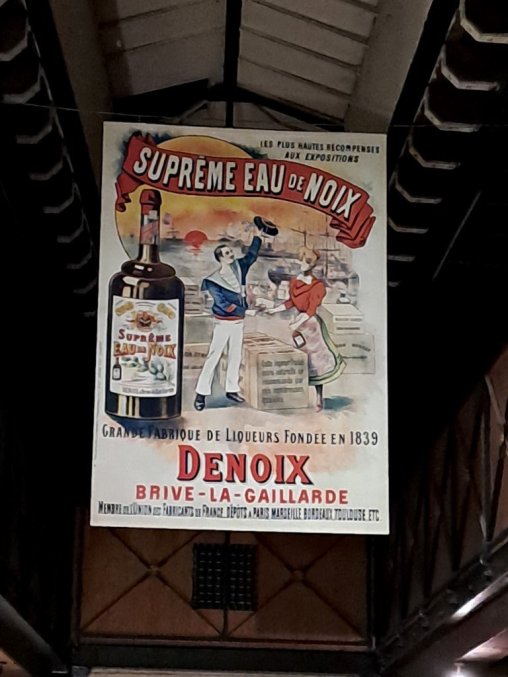 LES PLUS HAUTES RÉCOMPENSES
AUX EXPOSITIONS
SUPRÊME EAU DE NOIX
SUPRÊME
EAU DE NOIX
GRANDE FABRIQUE DE LIQUEURS FONDÉE EN 1839
DENOIX
BRIVE-LA-GAILLARDE
MEMBRE DE L'UNION DES FABRICANTS DE FRANCE. DÉPÔTS A PARIS MARSEILLE BORDEAUX, TOULOUSE. ETC.